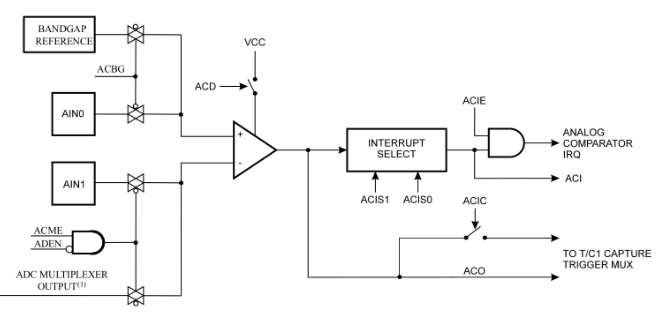 BANDGAP
REFERENCE
ACBG
AIN0
AIN1
ACME
ADEN
ADC MULTIPLEXER
OUTPUT(1)
VCC
ACD
+
-
INTERRUPT
SELECT
ACIS1
ACIS0
ACIE
ANALOG
COMPARATOR
IRQ
ACI
ACIC
TO T/C1 CAPTURE
TRIGGER MUX
ACO